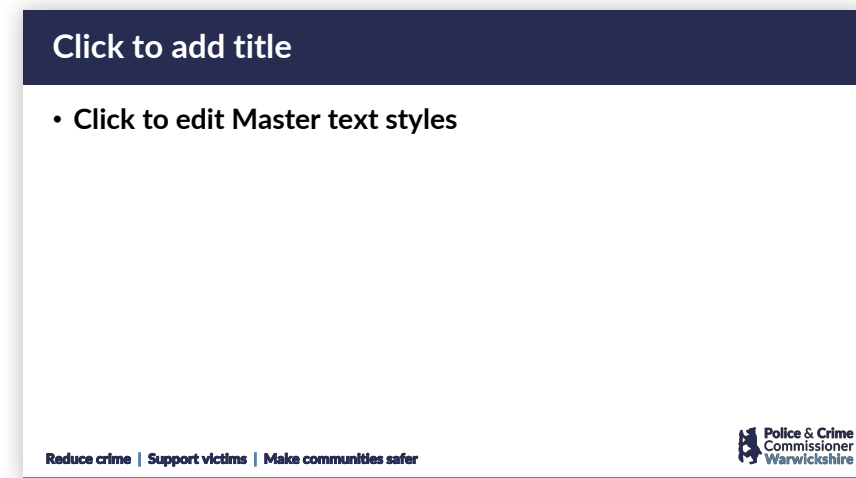 Click to add title
• Click to edit Master text styles
Reduce crime | Support victims | Make communities safer
Police & Crime
Commissioner
Warwickshire